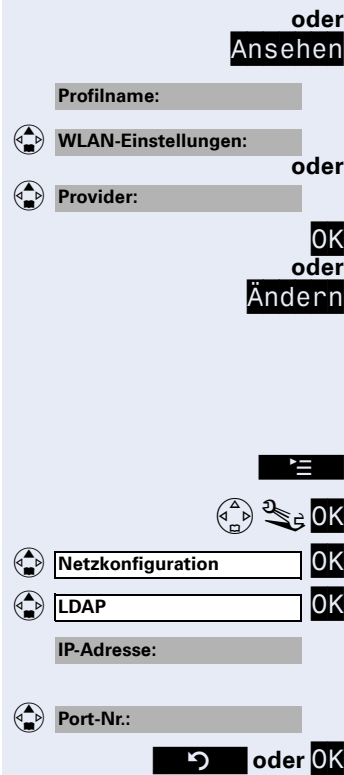 oder
Ansehen
Profilname:
WLAN-Einstellungen:
oder
Provider:
OK
oder
Ändern
OK
Netzkonfiguration OK
LDAP OK
IP-Adresse:
Port-Nr.:
oder OK